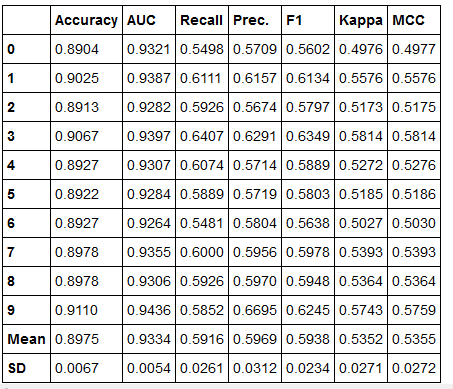 Accuracy AUC Recall Prec. F1 Kappa MCC
0 0.8904 0.9321 0.5498 0.5709 0.5602 0.4976 0.4977
1 0.9025 0.9387 0.6111 0.6157 0.6134 0.5576 0.5576
2 0.8913 0.9282 0.5926 0.5674 0.5797 0.5173 0.5175
3 0.9067 0.9397 0.6407 0.6291 0.6349 0.5814 0.5814
4 0.8927 0.9307 0.6074 0.5714 0.5889 0.5272 0.5276
5 0.8922 0.9284 0.5889 0.5719 0.5803 0.5185 0.5186
6 0.8927 0.9264 0.5481 0.5804 0.5638 0.5027 0.5030
7 0.8978 0.9355 0.6000 0.5956 0.5978 0.5393 0.5393
8 0.8978 0.9306 0.5926 0.5970 0.5948 0.5364 0.5364
9 0.9110 0.9436 0.5852 0.6695 0.6245 0.5743 0.5759
Mean 0.8975 0.9334 0.5916 0.5969 0.5938 0.5352 0.5355
SD 0.0067 0.0054 0.0261 0.0312 0.0234 0.0271 0.0272